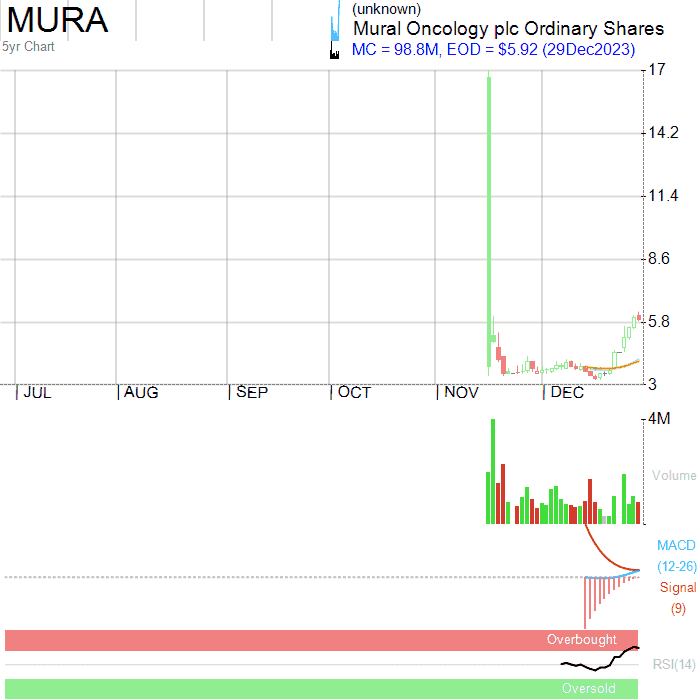 MURA
5yr Chart
(unknown)
Mural Oncology plc Ordinary Shares
MC = 98.8M, EOD = $5.92 (29Dec2023)
17
14.2
11.4
8.6
5.8
3
JUL AUG SEP OCT NOV DEC
4M
Volume
MACD
(12-26)
Signal
(9)
Overbought
RSI(14)
Oversold